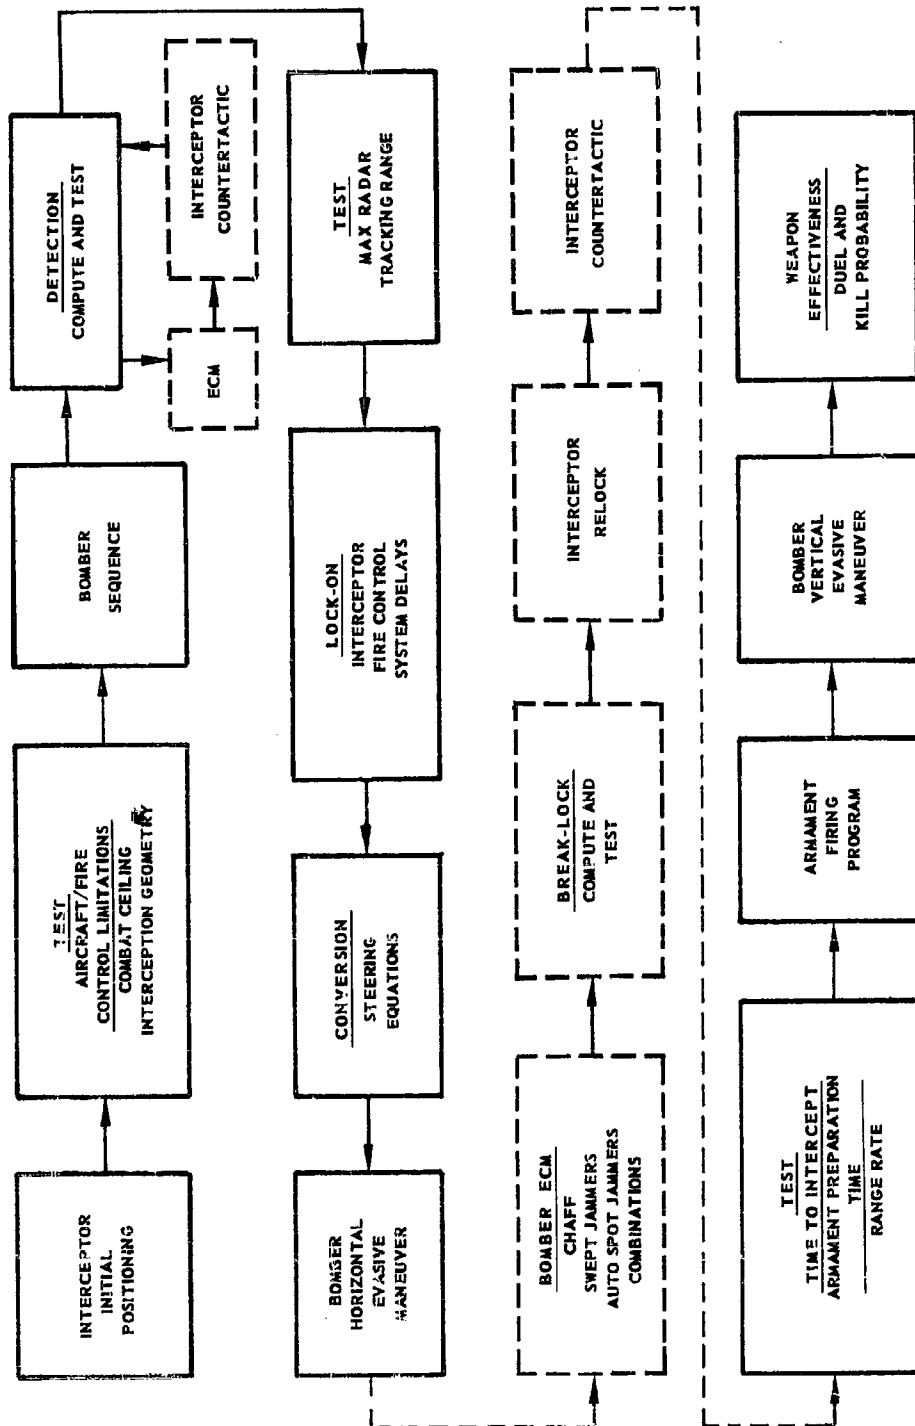 INTERCEPTOR
INITIAL
POSITIONING
TEST
AIRCRAFT/FIRE
CONTROL LIMITATIONS
COMBAT CEILING
INTERCEPTION GEOMETRY
BOMBER
SEQUENCE
DETECTION
COMPUTE AND TEST
ECM
INTERCEPTOR
COUNTERTACTIC
TEST
MAX RADAR
TRACKING RANGE
LOCK-ON
INTERCEPTOR
FIRE CONTROL
SYSTEM DELAYS
CONVERSION
STEERING
EQUATIONS
BOMGER
HORIZONTAL
EVASIVE
MANEUVER
BOMBER ECM
CHAFF
SWEPT JAMMERS
AUTO SPOT JAMMERS
COMBINATIONS
BREAK-LOCK
COMPUTE AND
TEST
INTERCEPTOR
RELOCK
INTERCEPTOR
COUNTERTACTIC
TEST
TIME TO INTERCEPT
ARMAMENT PREPARATION
TIME
RANGE RATE
ARMAMENT
FIRING
PROGRAM
BOMBER
VERTICAL
EVASIVE
MANEUVER
WEAPON
EFFECTIVENESS
DUEL AND
KILL PROBABILITY